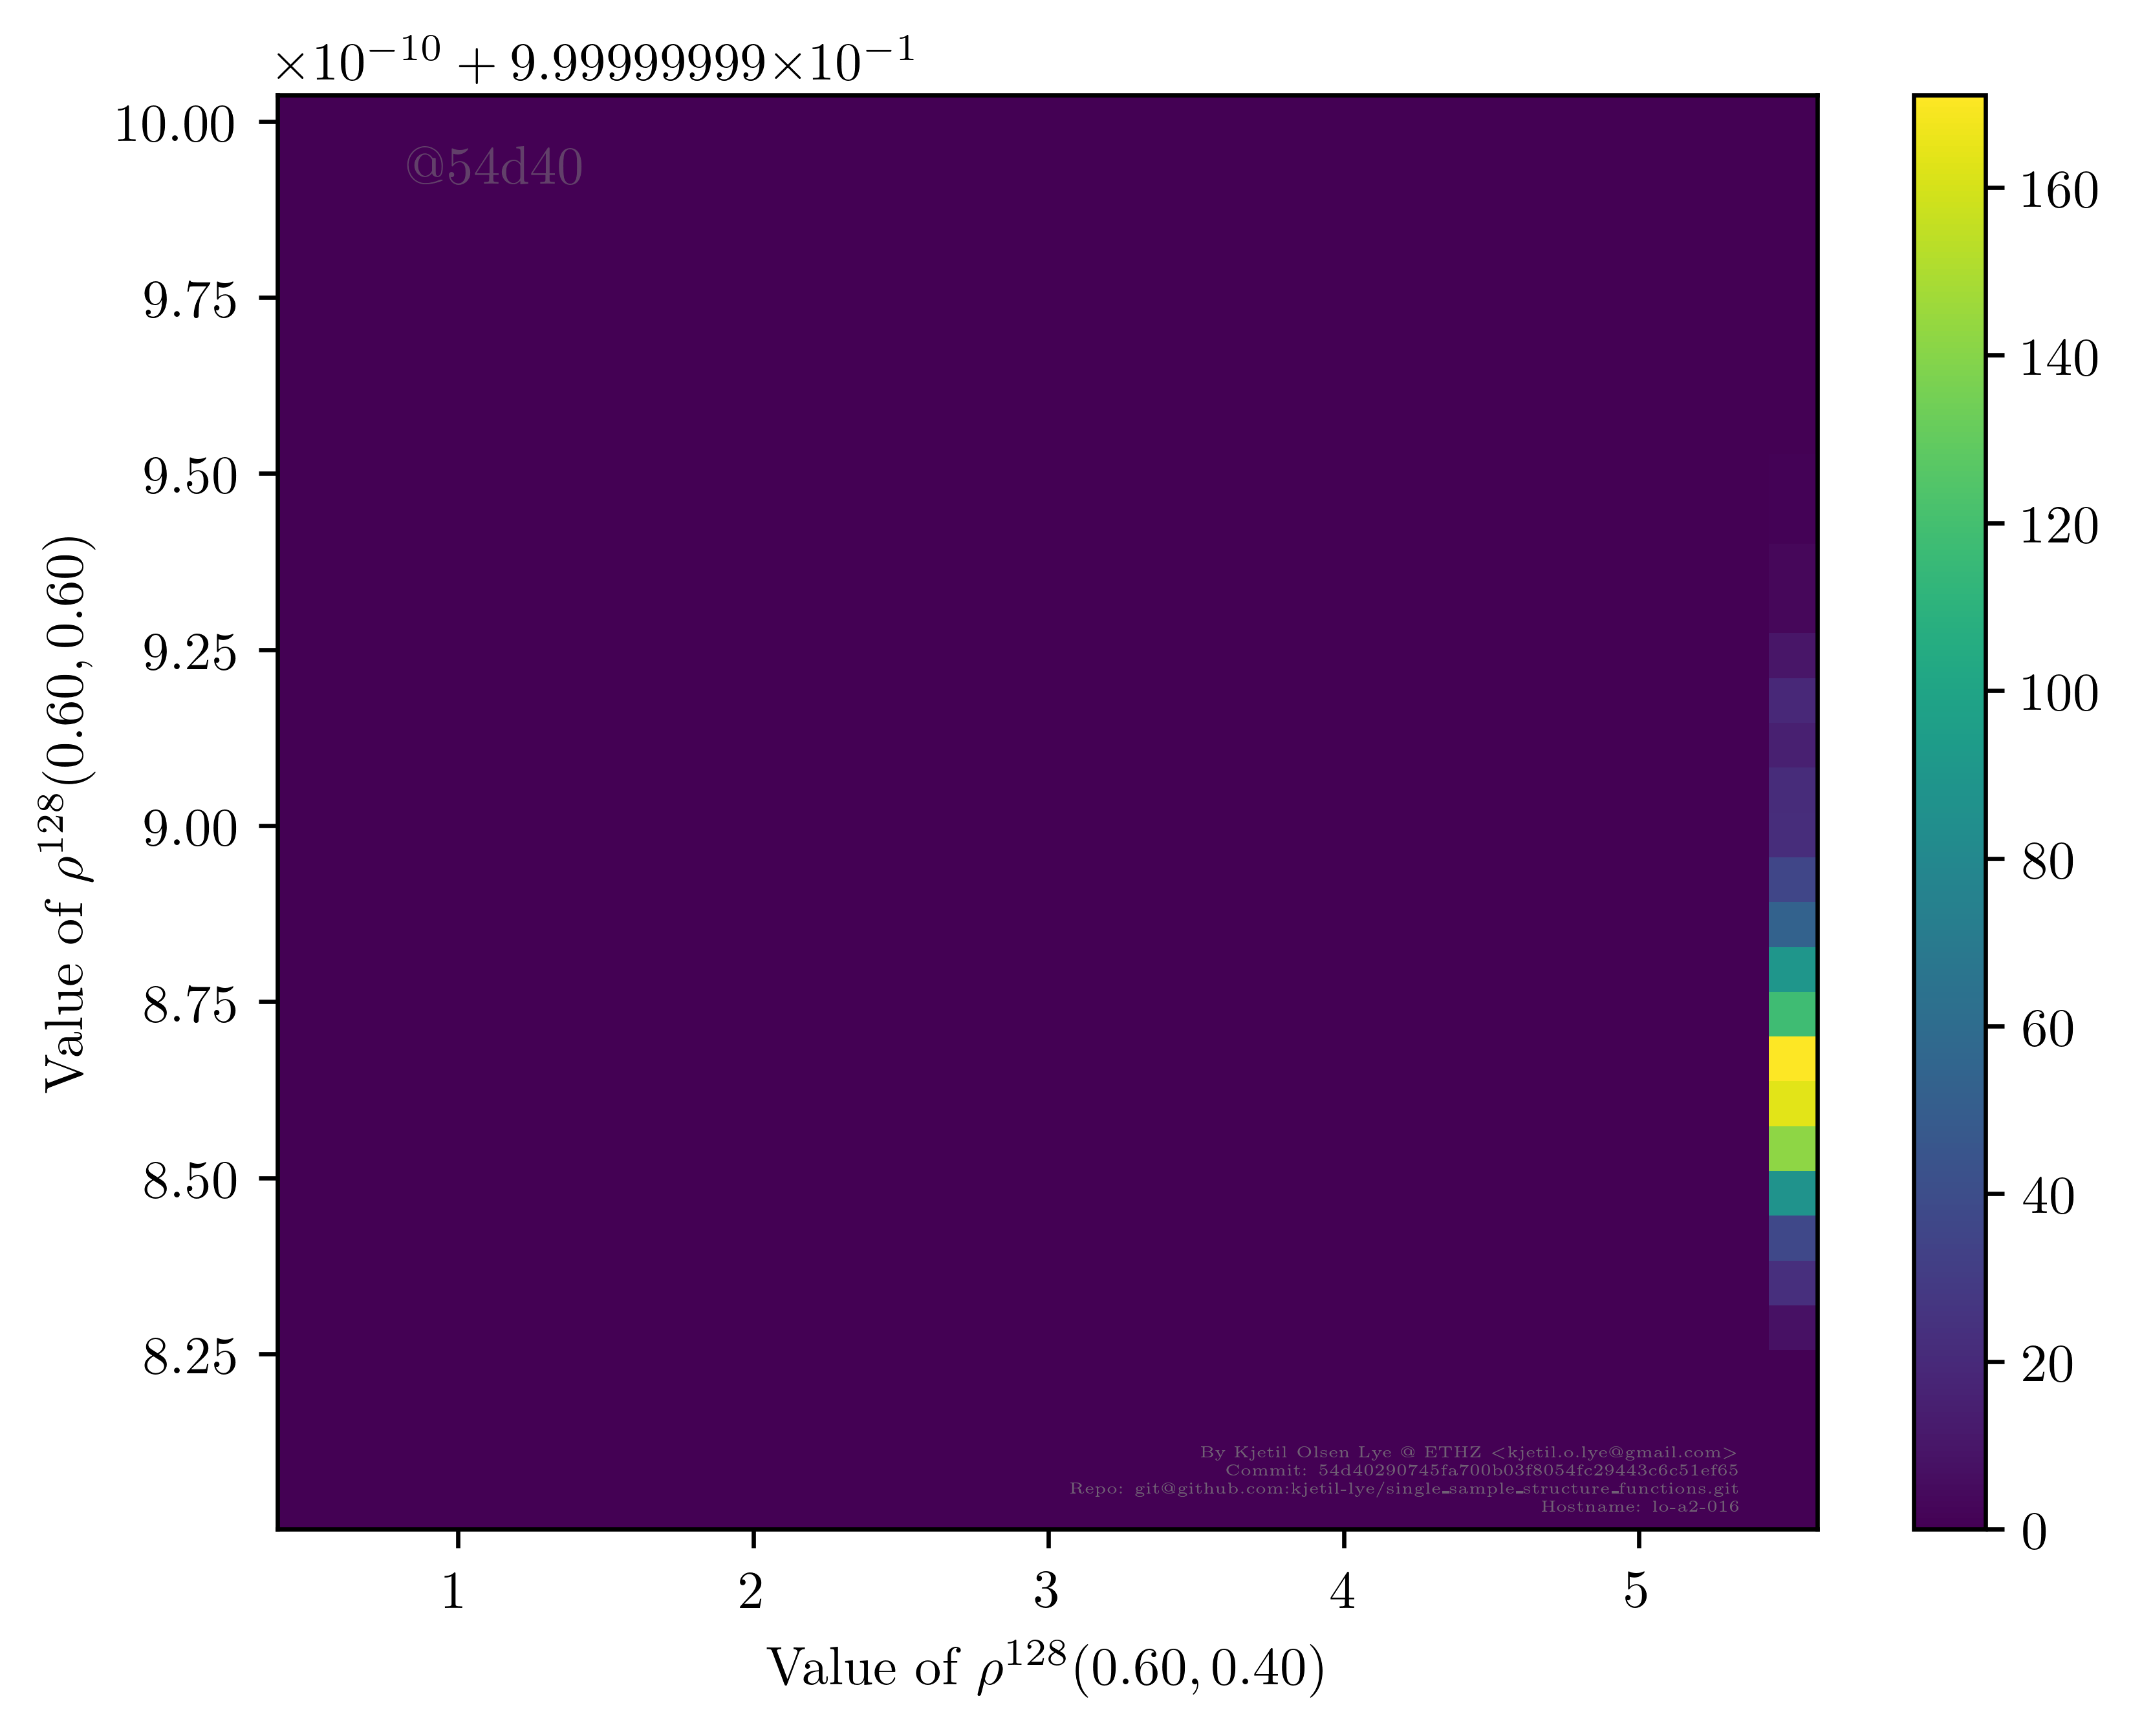 ×10⁻¹⁰ + 9.99999999×10⁻¹
10.00
9.75
9.50
9.25
9.00
8.75
8.50
8.25
Value of ρ¹²⁸(0.60, 0.60)
@54d40
By Kjetil Olsen Lye @ ETHZ <kjetil.o.lye@gmail.com>
Commit: 54d40290745fa700b03f8054fc29443c6c51ef65
Repo: git@github.com:kjetil-lye/single_sample_structure_functions.git
Hostname: lo-a2-016
1 2 3 4 5
Value of ρ¹²⁸(0.60, 0.40)
160
140
120
100
80
60
40
20
0